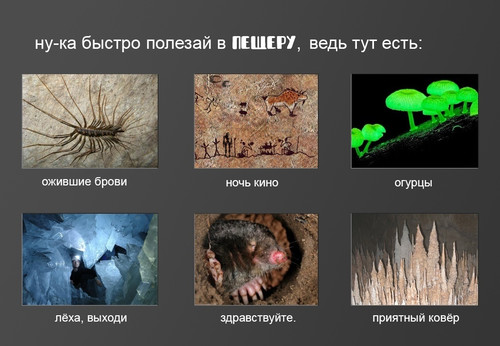 ну-ка быстро полезай в ПЕЩЕРУ, ведь тут есть:
ожившие брови
ночь кино
огурцы
лёха, выходи
здравствуйте.
приятный ковёр